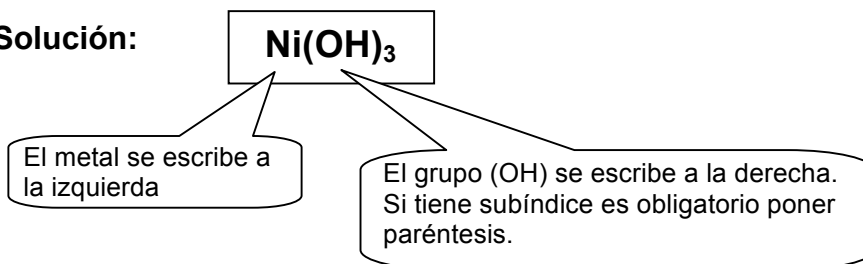 Solución:
Ni(OH)₃
El metal se escribe a
la izquierda
El grupo (OH) se escribe a la derecha.
Si tiene subíndice es obligatorio poner
paréntesis.